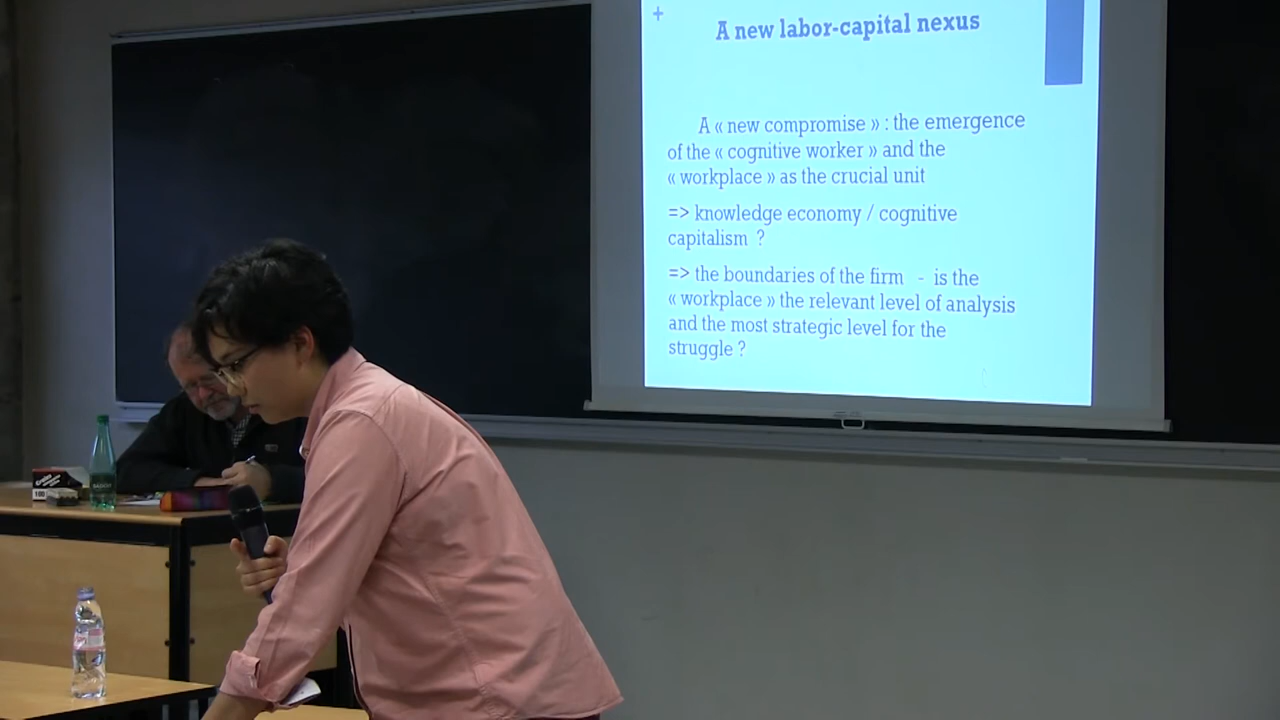 +
A new labor-capital nexus
A « new compromise » : the emergence
of the « cognitive worker » and the
« workplace » as the crucial unit
=> knowledge economy / cognitive
capitalism ?
=> the boundaries of the firm - is the
« workplace » the relevant level of analysis
and the most strategic level for the
struggle ?
100